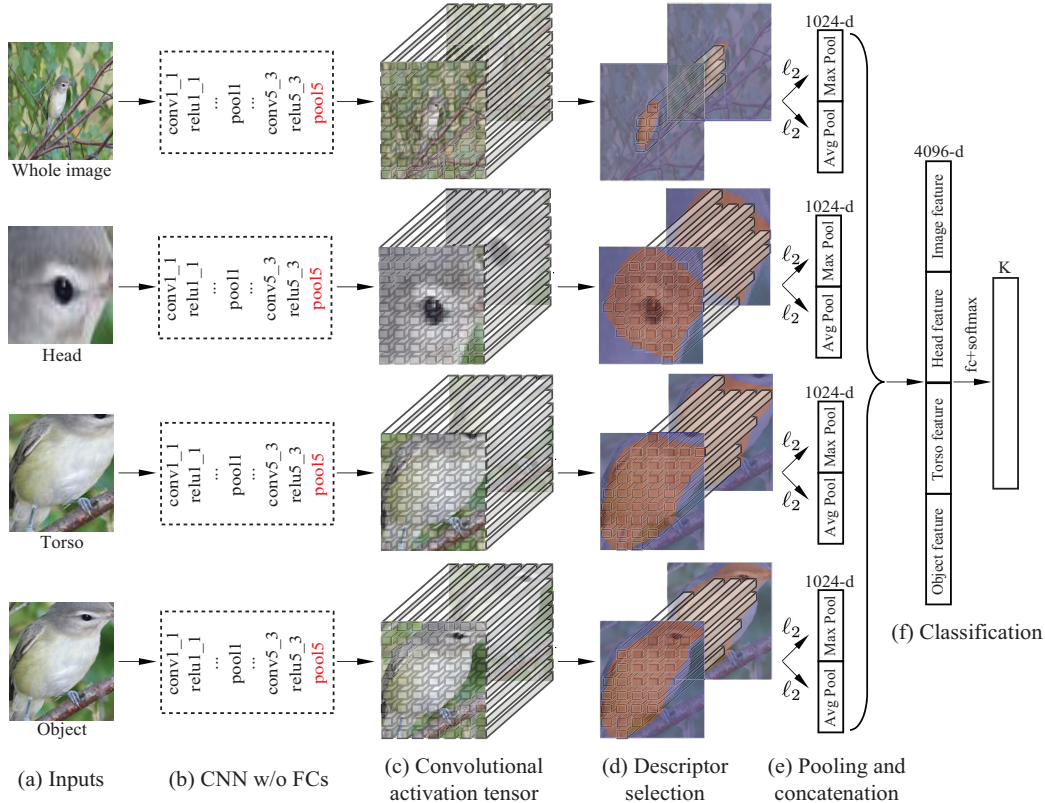 Whole image
conv1_1
relu1_1
...
pool1
...
conv5_3
relu5_3
pool5
ℓ2
ℓ2
1024-d
Max Pool
Avg Pool
Head
conv1_1
relu1_1
...
pool1
...
conv5_3
relu5_3
pool5
ℓ2
ℓ2
1024-d
Max Pool
Avg Pool
Torso
conv1_1
relu1_1
...
pool1
...
conv5_3
relu5_3
pool5
ℓ2
ℓ2
1024-d
Max Pool
Avg Pool
Object
conv1_1
relu1_1
...
pool1
...
conv5_3
relu5_3
pool5
ℓ2
ℓ2
1024-d
Max Pool
Avg Pool
4096-d
Image feature
Head feature
Torso feature
Object feature
fc+softmax
K
(f) Classification
(a) Inputs
(b) CNN w/o FCs
(c) Convolutional
activation tensor
(d) Descriptor
selection
(e) Pooling and
concatenation